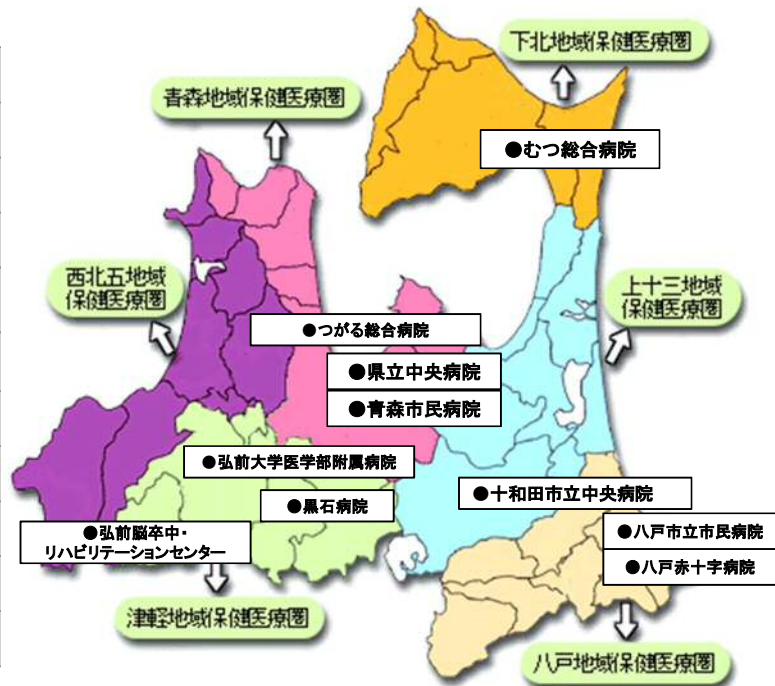 下北地域保健医療圏
青森地域保健医療圏
●むつ総合病院
西北五地域
保健医療圏
上十三地域
保健医療圏
●つがる総合病院
●県立中央病院
●青森市民病院
●弘前大学医学部附属病院
●十和田市立中央病院
●黒石病院
●弘前脳卒中・
リハビリテーションセンター
●八戸市立市民病院
●八戸赤十字病院
津軽地域保健医療圏
八戸地域保健医療圏